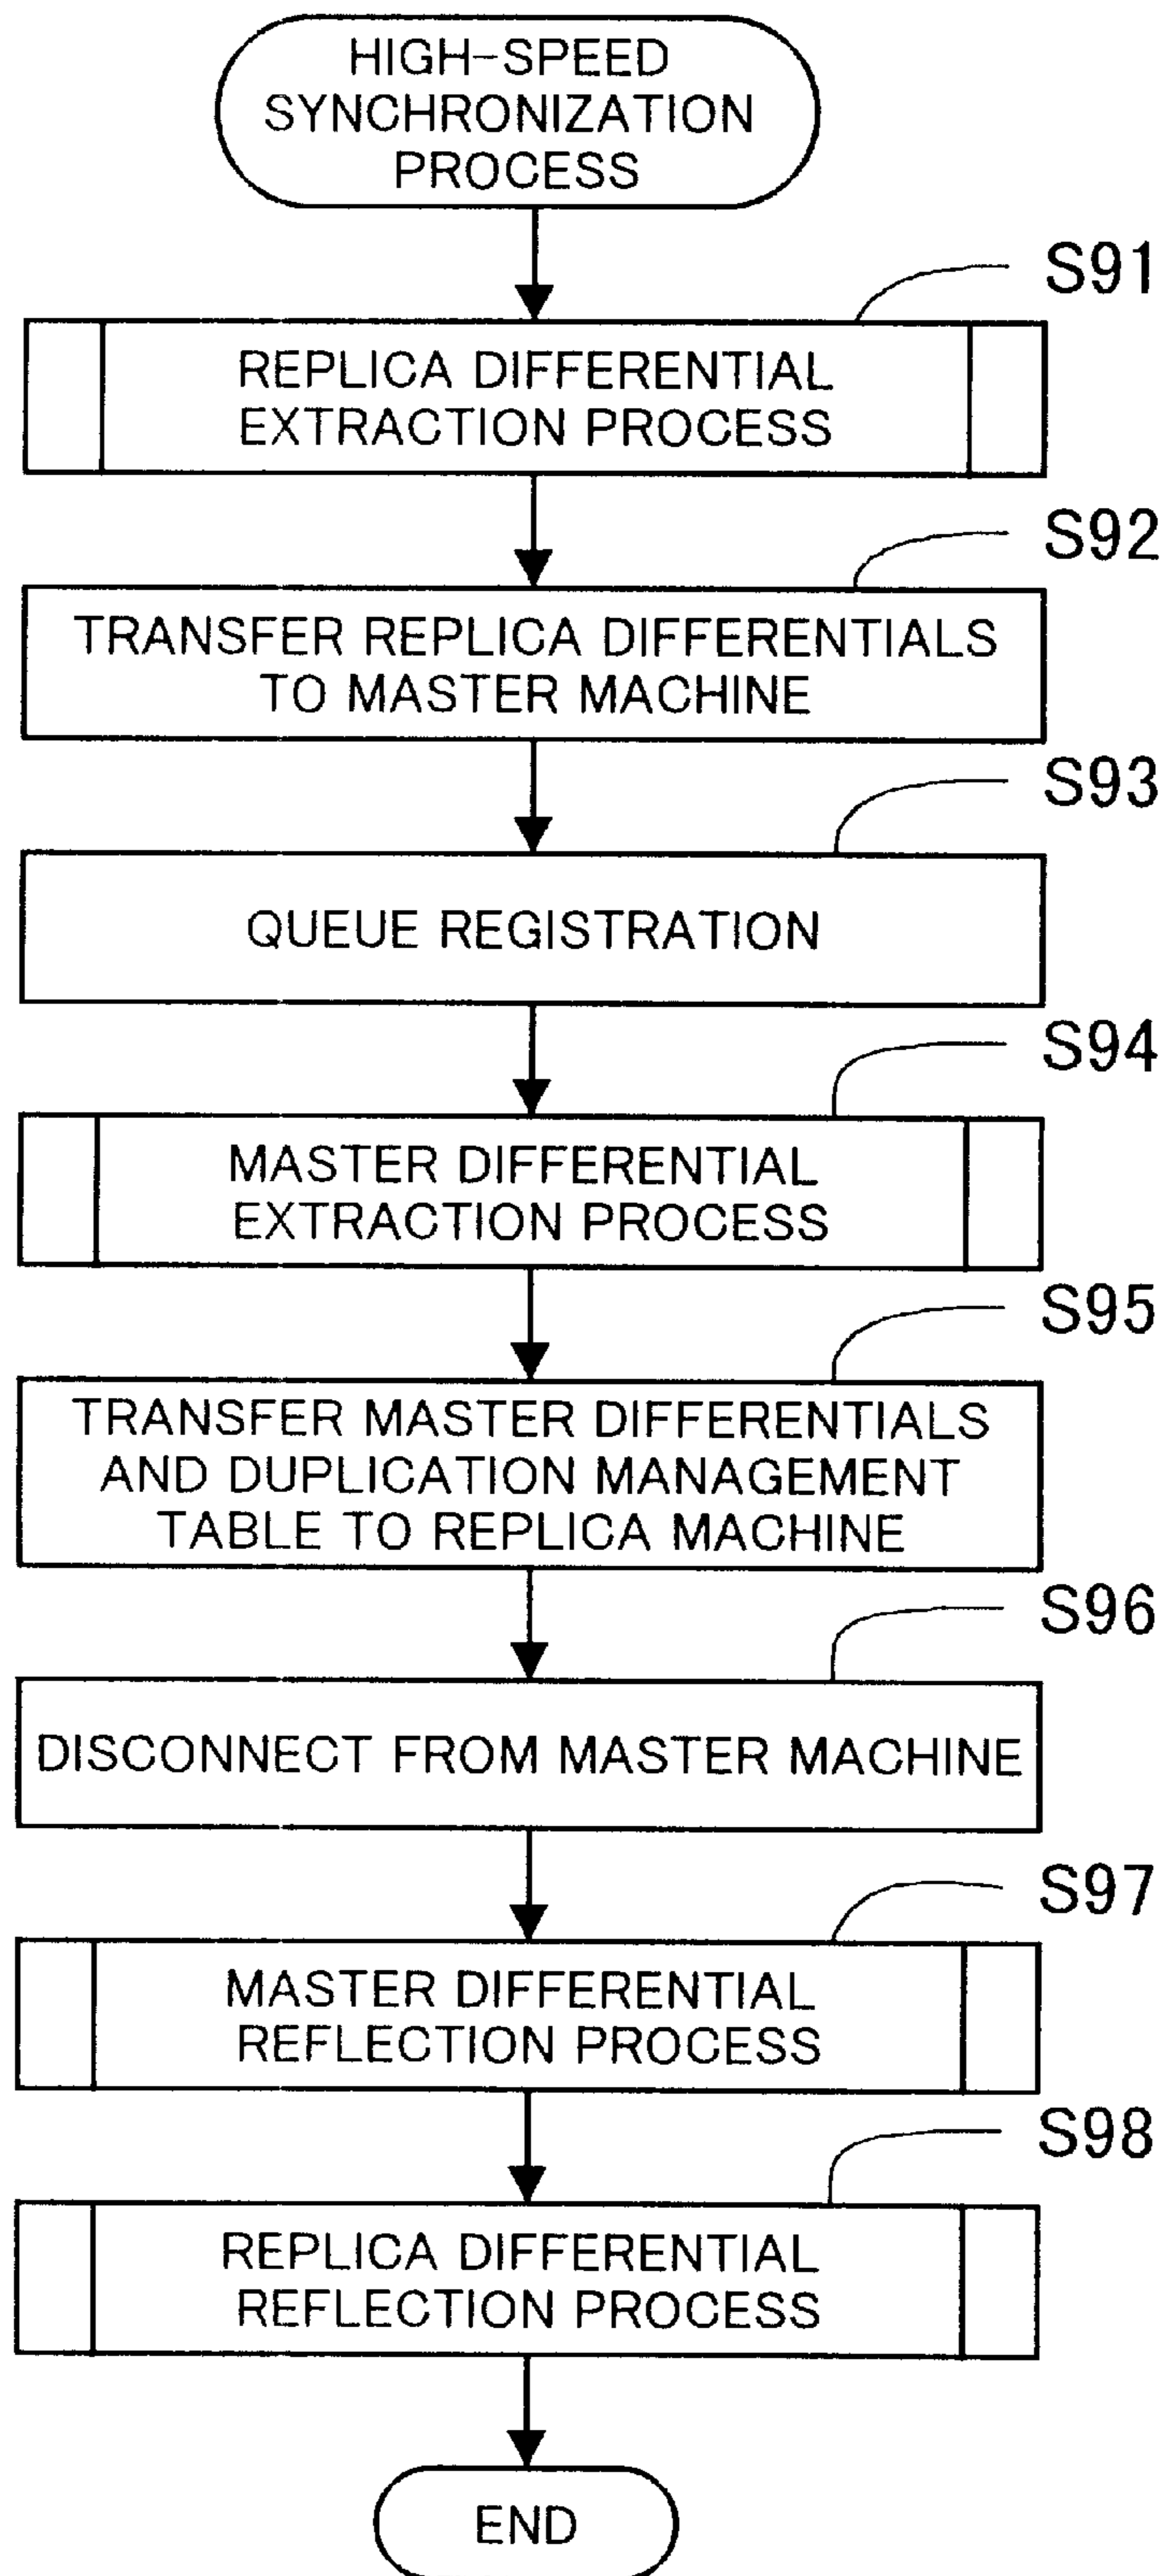 HIGH-SPEED
SYNCHRONIZATION
PROCESS
S91
REPLICA DIFFERENTIAL
EXTRACTION PROCESS
S92
TRANSFER REPLICA DIFFERENTIALS
TO MASTER MACHINE
S93
QUEUE REGISTRATION
S94
MASTER DIFFERENTIAL
EXTRACTION PROCESS
S95
TRANSFER MASTER DIFFERENTIALS
AND DUPLICATION MANAGEMENT
TABLE TO REPLICA MACHINE
S96
DISCONNECT FROM MASTER MACHINE
S97
MASTER DIFFERENTIAL
REFLECTION PROCESS
S98
REPLICA DIFFERENTIAL
REFLECTION PROCESS
END